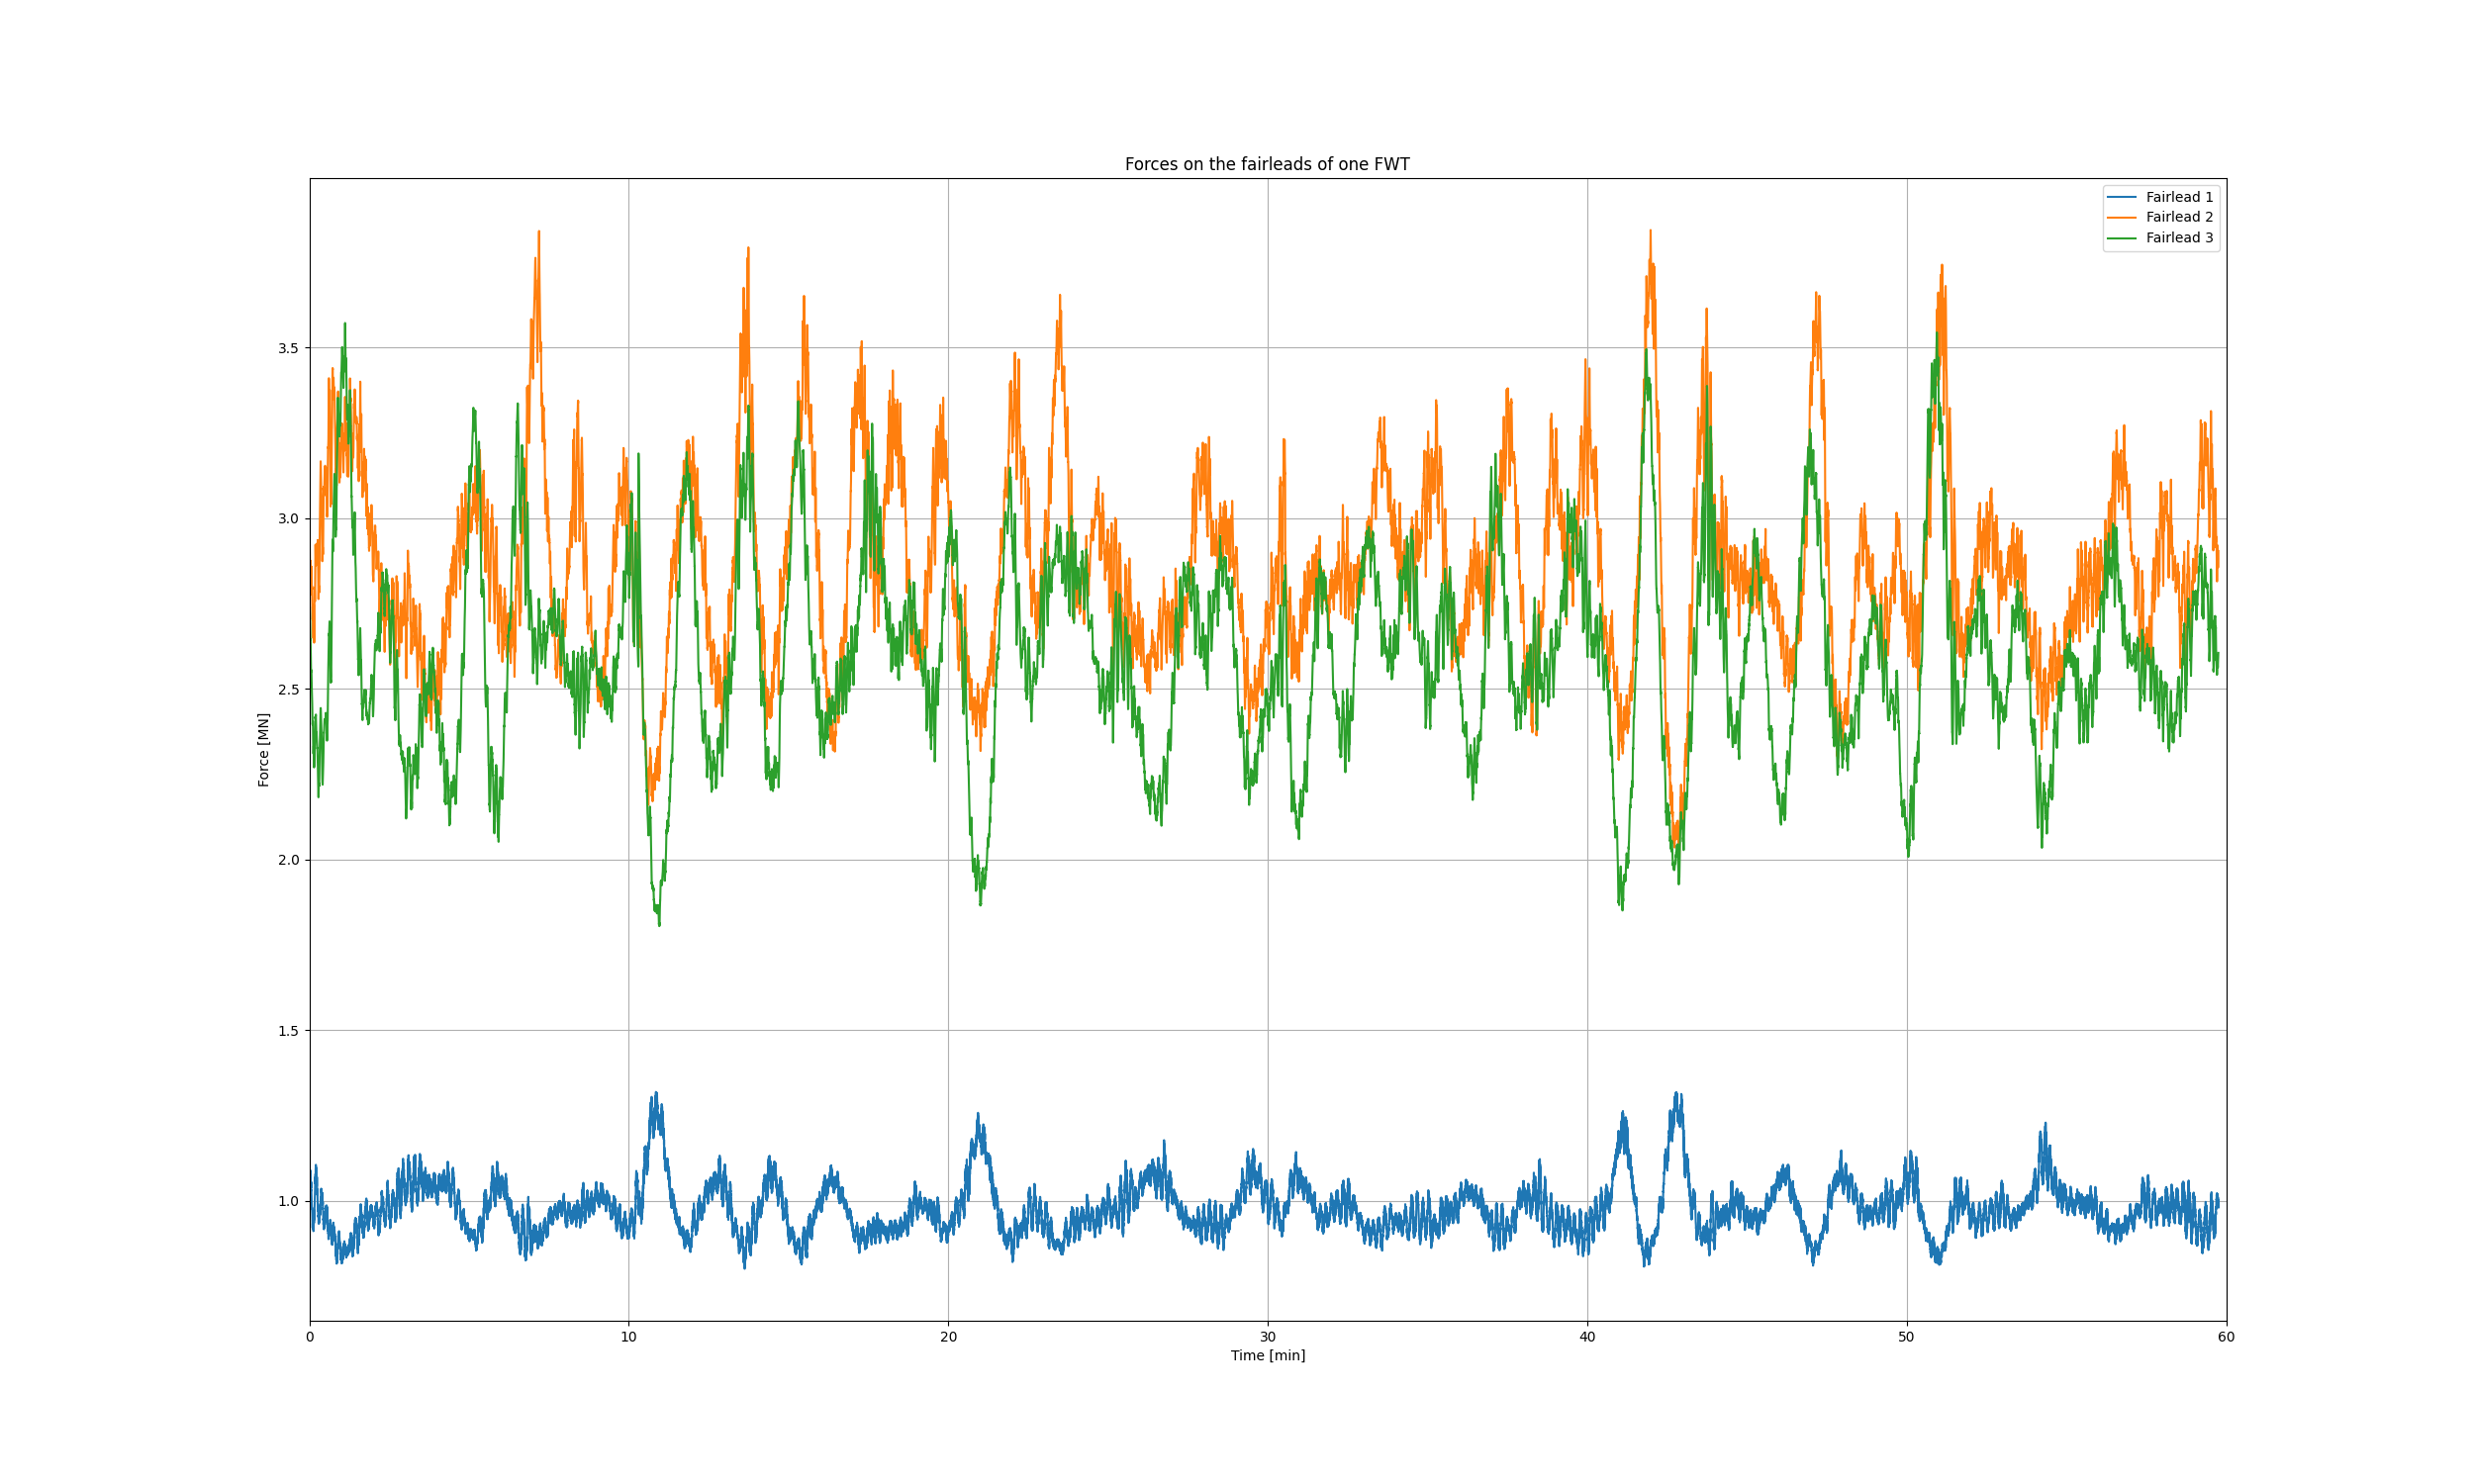 Forces on the fairleads of one FWT
Fairlead 1
Fairlead 2
Fairlead 3
Force [MN]
3.5
3.0
2.5
2.0
1.5
1.0
0 10 20 30 40 50 60
Time [min]